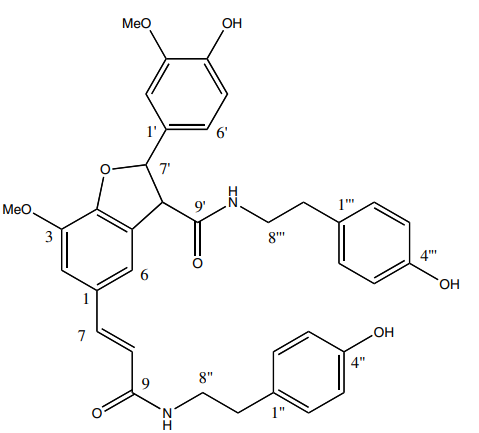 MeO OH
1' 6'
O 7'
H
MeO 9' N 1'''
3 8'''
O 4'''
6 OH
1
7 OH
8'' 4''
9
O N 1''
H